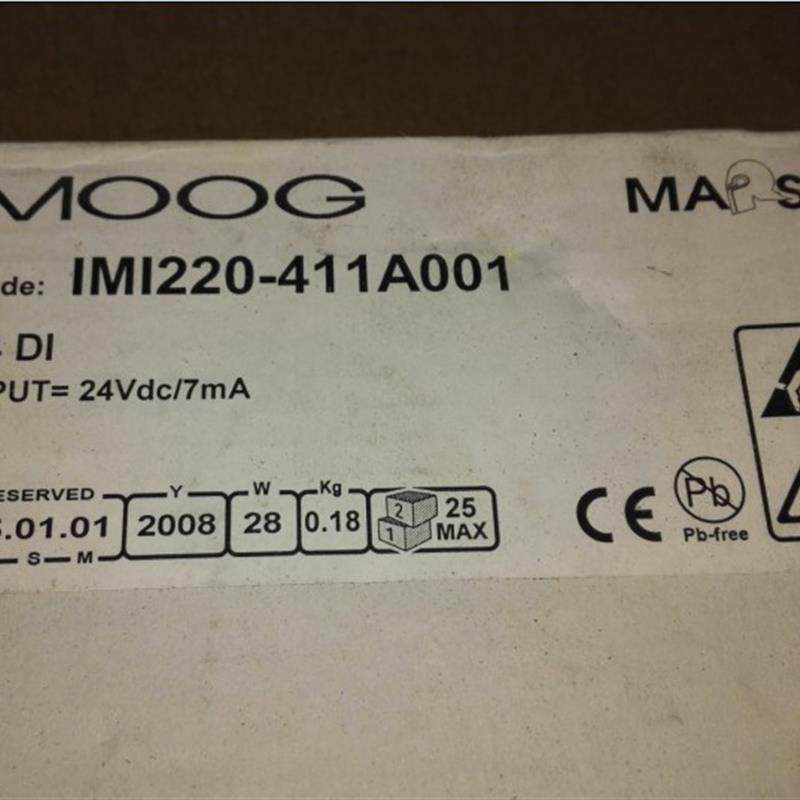 MOOG MARS
de: IMI220-411A001
DI
PUT= 24Vdc/7mA
ESERVED Y W Kg
.01.01 2008 28 0.18 2 1 25 MAX
S M
CE Pb
Pb-free